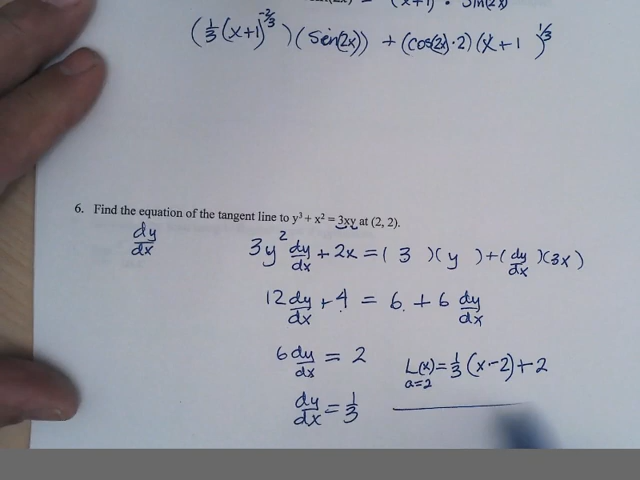 (x+1) · sin(2x)
(1/3 (x+1)^-2/3)(sen(2x)) + (cos(2x)·2)(x+1)^1/3
6. Find the equation of the tangent line to y³ + x² = 3xy at (2, 2).
dy/dx
3y² dy/dx + 2x = ( 3 )( y ) + (dy/dx)(3x)
12 dy/dx + 4 = 6 + 6 dy/dx
6 dy/dx = 2
L(x) = 1/3 (x-2)+2
a=2
dy/dx = 1/3